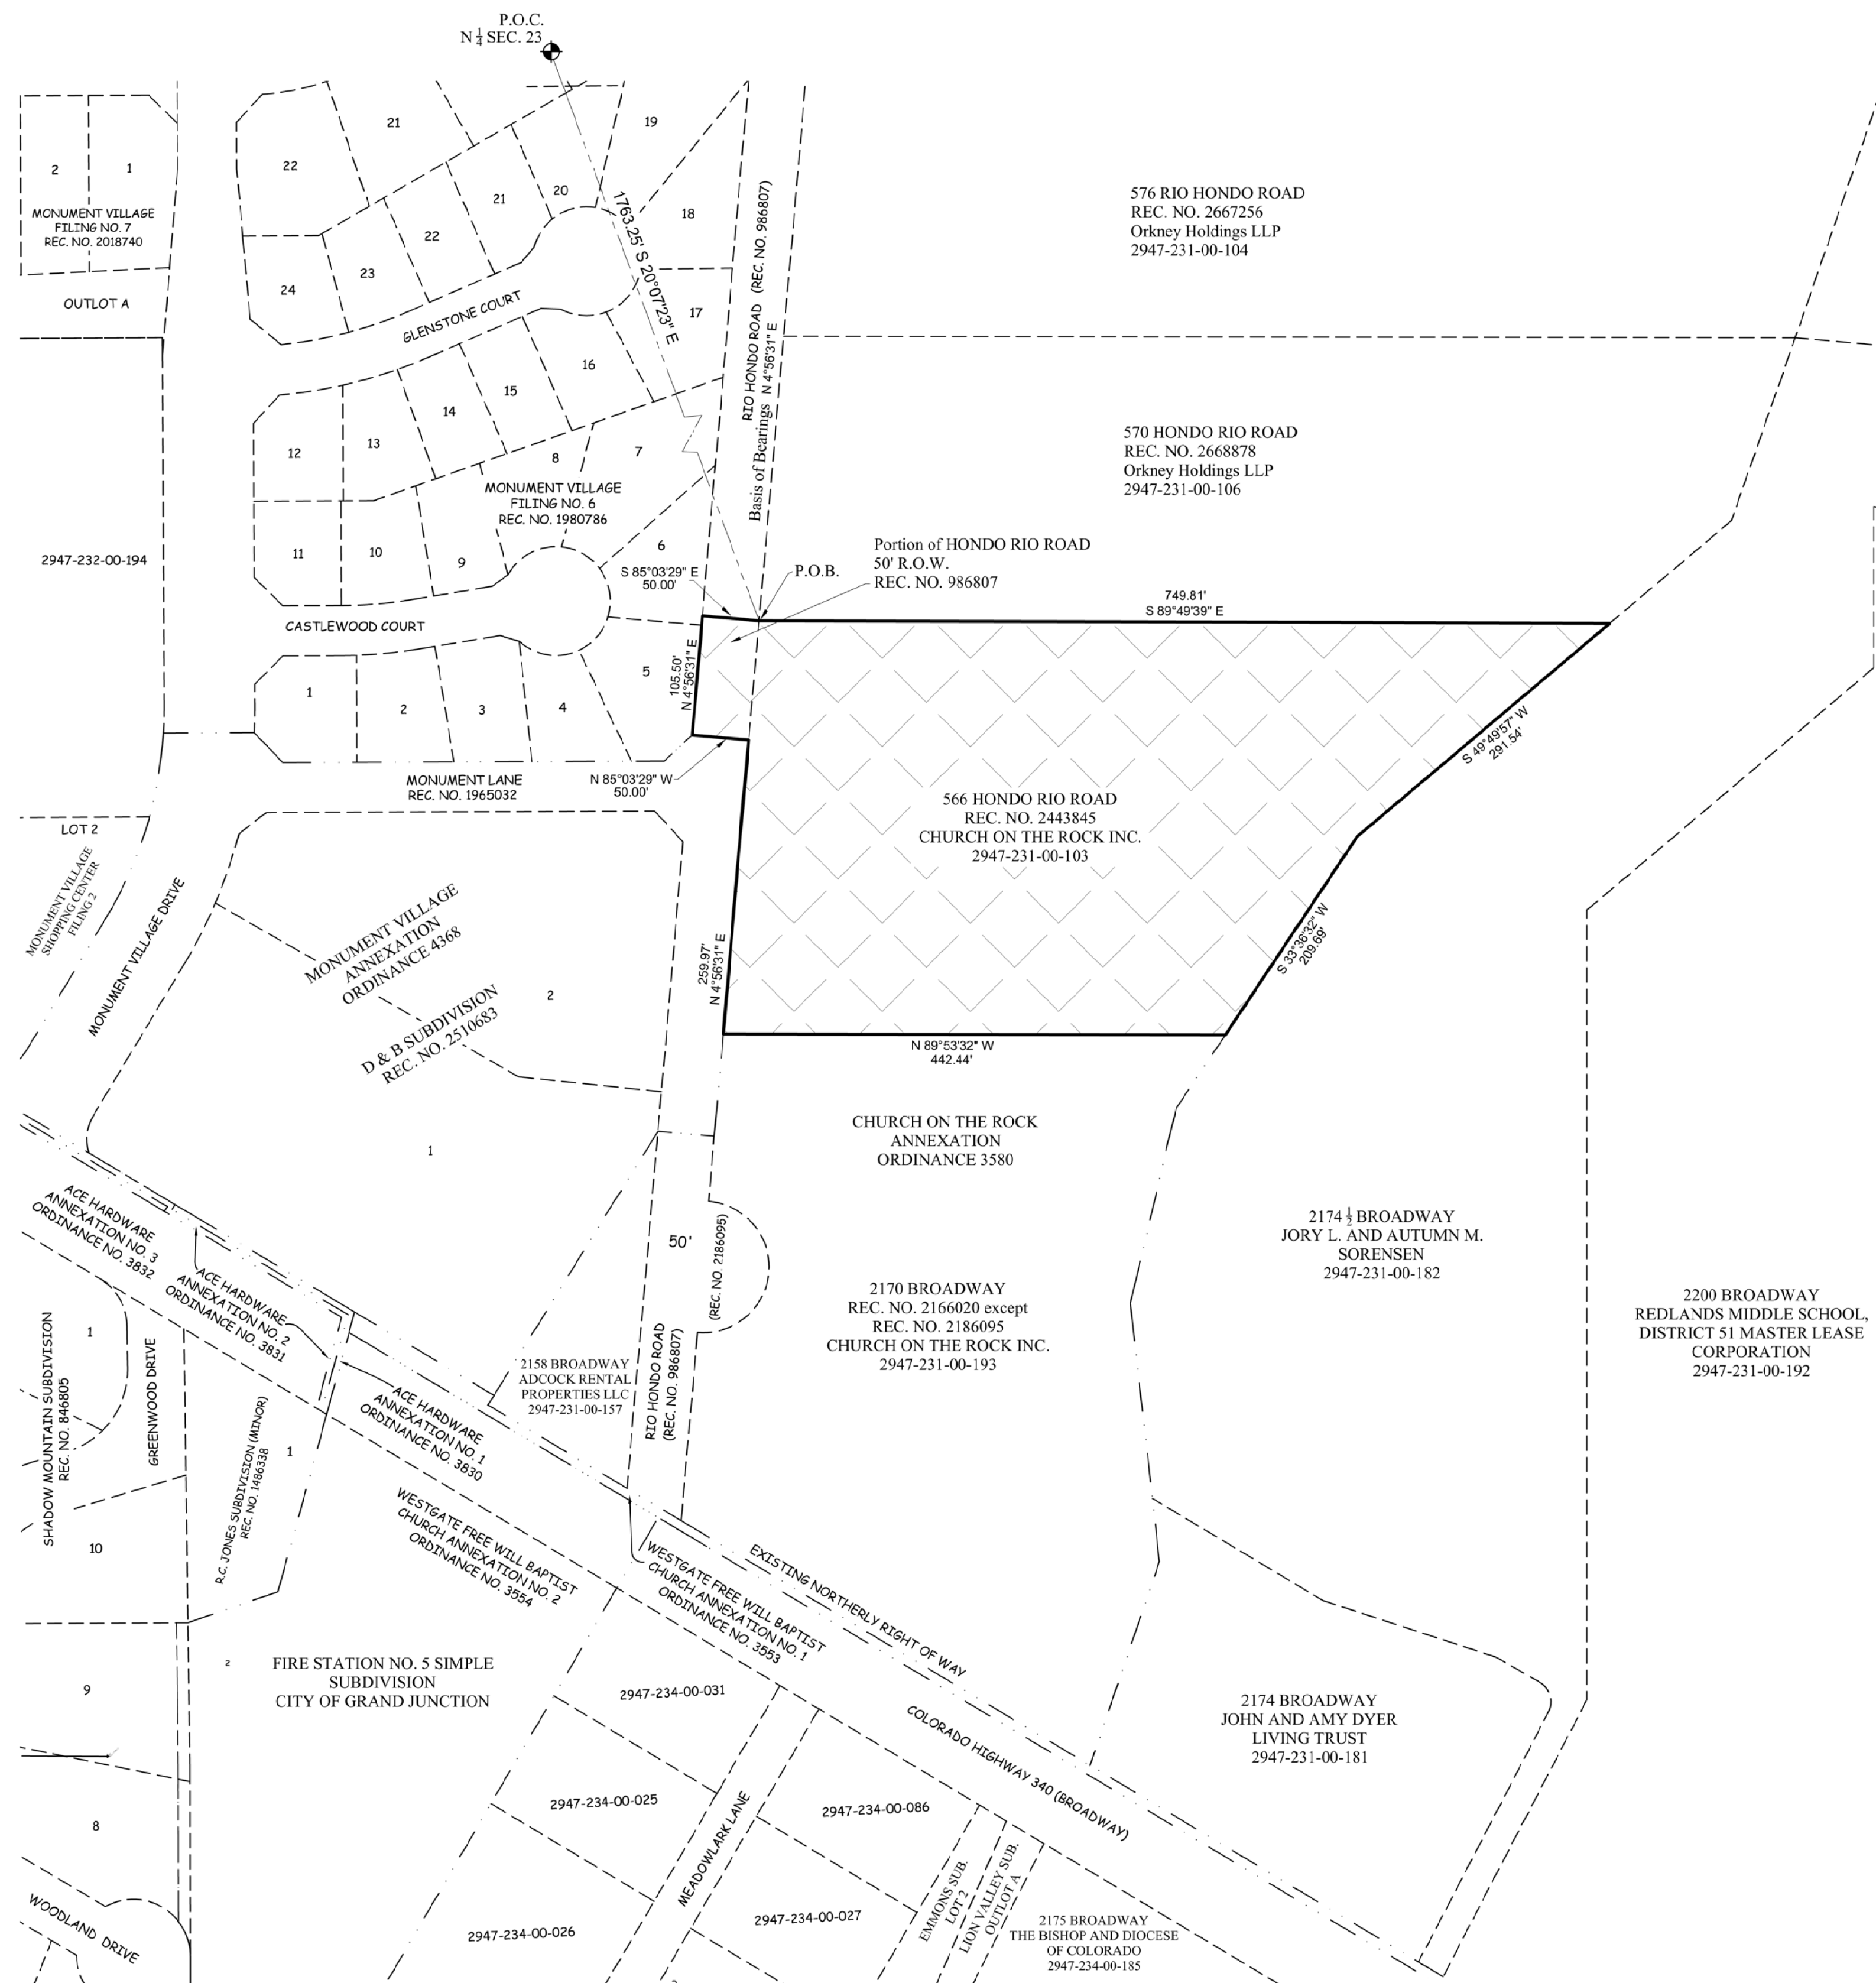 P.O.C.
N 1/4 SEC. 23
21
19
22
2
1
20
21
18
MONUMENT VILLAGE
FILING NO. 7
REC. NO. 2018740
22
23
24
OUTLOT A
GLENSTONE COURT
17
1763.25' S 20°07'23" E
RIO HONDO ROAD (REC. NO. 986807)
Basis of Bearings N 4°56'31" E
576 RIO HONDO ROAD
REC. NO. 2667256
Orkney Holdings LLP
2947-231-00-104
16
15
14
13
12
8
7
MONUMENT VILLAGE
FILING NO. 6
REC. NO. 1980786
570 HONDO RIO ROAD
REC. NO. 2668878
Orkney Holdings LLP
2947-231-00-106
2947-232-00-194
11
10
9
6
S 85°03'29" E
50.00'
P.O.B.
Portion of HONDO RIO ROAD
50' R.O.W.
REC. NO. 986807
749.81'
S 89°49'39" E
CASTLEWOOD COURT
1
2
3
4
5
105.50'
N 4°56'31" E
S 49°49'57" W
291.54'
MONUMENT LANE
REC. NO. 1965032
N 85°03'29" W
50.00'
566 HONDO RIO ROAD
REC. NO. 2443845
CHURCH ON THE ROCK INC.
2947-231-00-103
LOT 2
MONUMENT VILLAGE
SHOPPING CENTER
FILING 2
MONUMENT VILLAGE DRIVE
MONUMENT VILLAGE
ANNEXATION
ORDINANCE 4368
D & B SUBDIVISION
REC. NO. 2510683
2
259.97'
N 4°56'31" E
S 33°36'32" W
209.69'
N 89°53'32" W
442.44'
1
CHURCH ON THE ROCK
ANNEXATION
ORDINANCE 3580
ACE HARDWARE
ANNEXATION NO. 3
ORDINANCE NO. 3832
ACE HARDWARE
ANNEXATION NO. 2
ORDINANCE NO. 3831
ACE HARDWARE
ANNEXATION NO. 1
ORDINANCE NO. 3830
50'
(REC. NO. 2186095)
RIO HONDO ROAD
(REC. NO. 986807)
2158 BROADWAY
ADCOCK RENTAL
PROPERTIES LLC
2947-231-00-157
2170 BROADWAY
REC. NO. 2166020 except
REC. NO. 2186095
CHURCH ON THE ROCK INC.
2947-231-00-193
2174 1/2 BROADWAY
JORY L. AND AUTUMN M.
SORENSEN
2947-231-00-182
2200 BROADWAY
REDLANDS MIDDLE SCHOOL,
DISTRICT 51 MASTER LEASE
CORPORATION
2947-231-00-192
SHADOW MOUNTAIN SUBDIVISION
REC. NO. 846805
1
GREENWOOD DRIVE
R.C. JONES SUBDIVISION (MINOR)
REC. NO. 1486338
1
10
WESTGATE FREE WILL BAPTIST
CHURCH ANNEXATION NO. 2
ORDINANCE NO. 3554
WESTGATE FREE WILL BAPTIST
CHURCH ANNEXATION NO. 1
ORDINANCE NO. 3553
EXISTING NORTHERLY RIGHT OF WAY
COLORADO HIGHWAY 340 (BROADWAY)
9
2
FIRE STATION NO. 5 SIMPLE
SUBDIVISION
CITY OF GRAND JUNCTION
2947-234-00-031
2174 BROADWAY
JOHN AND AMY DYER
LIVING TRUST
2947-231-00-181
8
2947-234-00-025
MEADOWLARK LANE
2947-234-00-086
WOODLAND DRIVE
2947-234-00-026
2947-234-00-027
EMMONS SUB.
LOT 2
LION VALLEY SUB.
OUTLOT A
2175 BROADWAY
THE BISHOP AND DIOCESE
OF COLORADO
2947-234-00-185